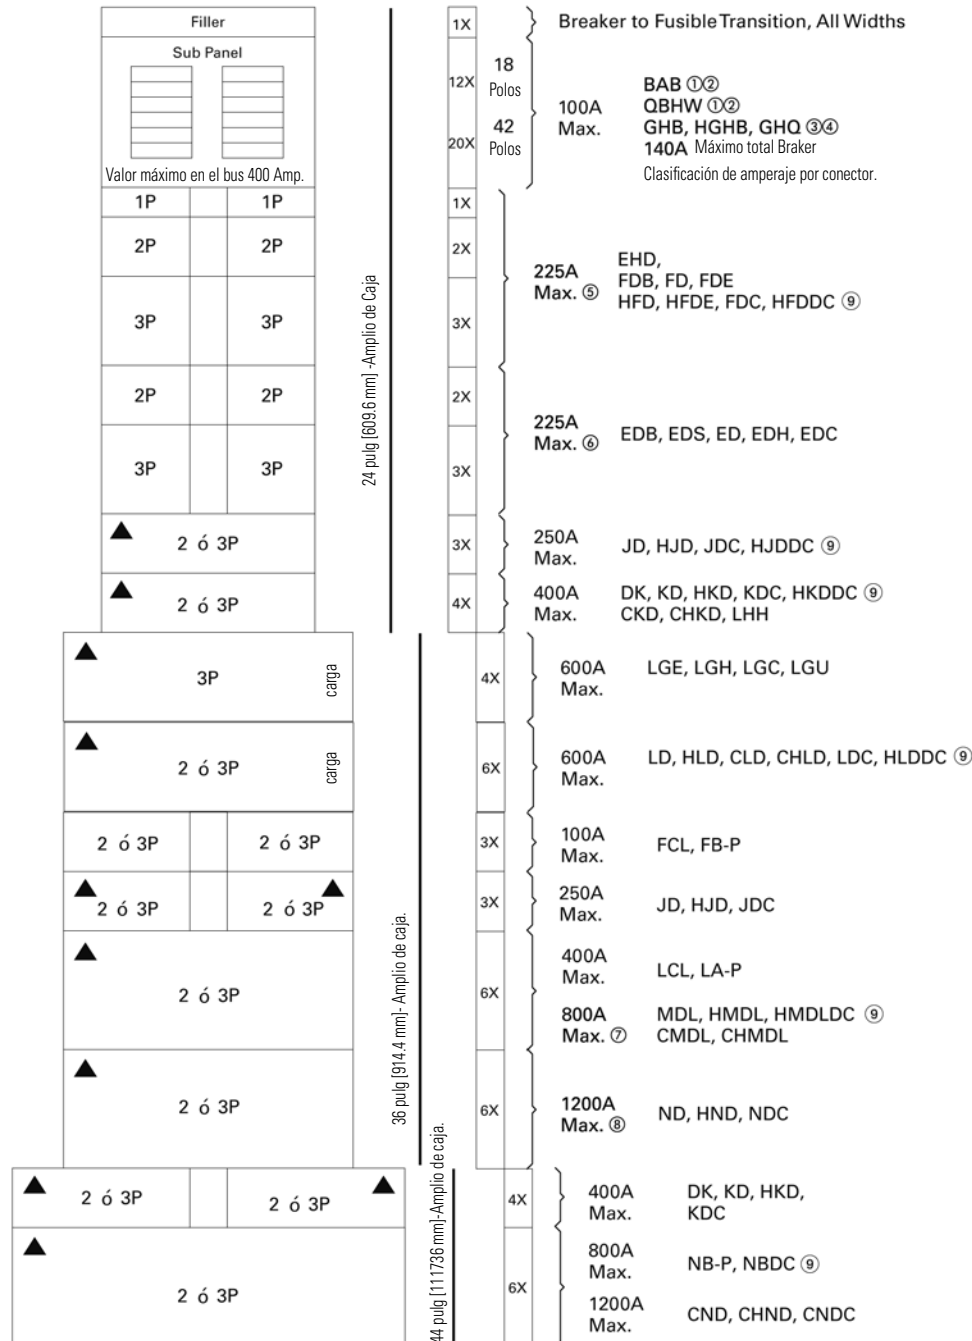 Filler
1X
Breaker to Fusible Transition, All Widths
Sub Panel
12X
18
Polos
20X
42
Polos
100A
Max.
BAB ①②
QBHW ①②
GHB, HGHB, GHQ ③④
140A Máximo total Braker
Clasificación de amperaje por conector.
Valor máximo en el bus 400 Amp.
1P
1P
1X
2P
2P
2X
3P
3P
3X
225A
Max. ⑤
EHD,
FDB, FD, FDE
HFD, HFDE, FDC, HFDDC ⑨
24 pulg [609.6 mm] -Amplio de Caja
2P
2P
2X
3P
3P
3X
225A
Max. ⑥
EDB, EDS, ED, EDH, EDC
2 ó 3P
3X
250A
Max.
JD, HJD, JDC, HJDDC ⑨
2 ó 3P
4X
400A
Max.
DK, KD, HKD, KDC, HKDDC ⑨
CKD, CHKD, LHH
3P
carga
4X
600A
Max.
LGE, LGH, LGC, LGU
2 ó 3P
carga
6X
600A
Max.
LD, HLD, CLD, CHLD, LDC, HLDDC ⑨
2 ó 3P
2 ó 3P
3X
100A
Max.
FCL, FB-P
2 ó 3P
2 ó 3P
3X
250A
Max.
JD, HJD, JDC
36 pulg [914.4 mm]- Amplio de caja.
2 ó 3P
6X
400A
Max.
LCL, LA-P
800A
Max. ⑦
MDL, HMDL, HMDLDC ⑨
CMDL, CHMDL
2 ó 3P
6X
1200A
Max. ⑧
ND, HND, NDC
44 pulg [111736 mm]-Amplio de caja.
2 ó 3P
2 ó 3P
4X
400A
Max.
DK, KD, HKD,
KDC
2 ó 3P
6X
800A
Max.
NB-P, NBDC ⑨
1200A
Max.
CND, CHND, CNDC